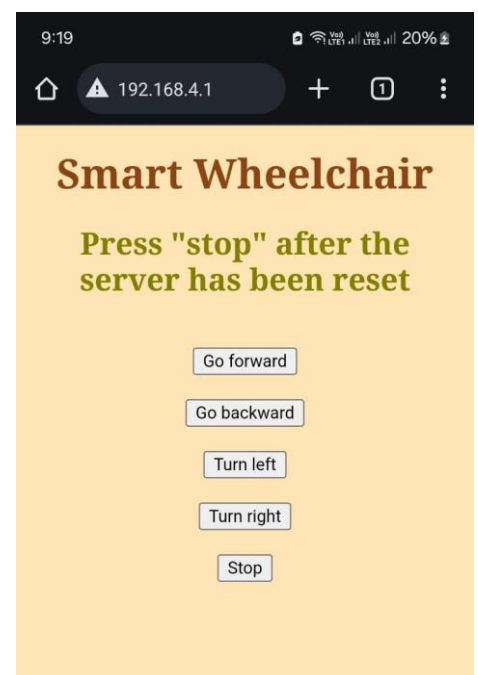 9:19
Vo) LTE1 Vo) LTE2 20%
192.168.4.1
1
Smart Wheelchair
Press "stop" after the
server has been reset
Go forward
Go backward
Turn left
Turn right
Stop